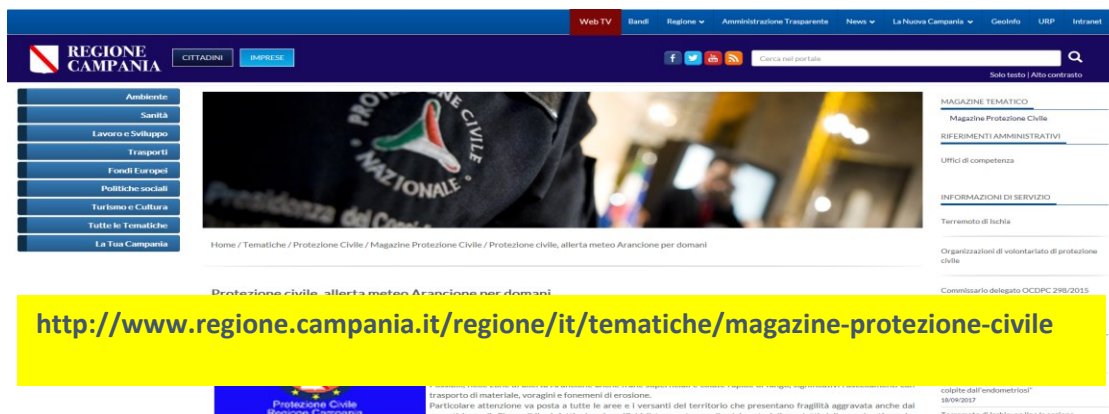 Web TV
Bandi
Regione
Amministrazione Trasparente
News
La Nuova Campania
GeoInfo
URP
Intranet
REGIONE
CAMPANIA
CITTADINI
IMPRESE
Cerca nel portale
Solo testo | Alto contrasto
Ambiente
Sanità
Lavoro e Sviluppo
Trasporti
Fondi Europei
Politiche sociali
Turismo e Cultura
Tutte le Tematiche
La Tua Campania
PROTEZIONE CIVILE
NAZIONALE
Presidenza del
Home / Tematiche / Protezione Civile / Magazine Protezione Civile / Protezione civile, allerta meteo Arancione per domani
Protezione civile, allerta meteo Arancione per domani
MAGAZINE TEMATICO
Magazine Protezione Civile
RIFERIMENTI AMMINISTRATIVI
Uffici di competenza
INFORMAZIONI DI SERVIZIO
Terremoto di Ischia
Organizzazioni di volontariato di protezione
civile
Commissario delegato OCDPC 298/2015
http://www.regione.campania.it/regione/it/tematiche/magazine-protezione-civile
trasporto di materiale, voragini e fenomeni di erosione.
Particolare attenzione va posta a tutte le aree e i versanti del territorio che presentano fragilità aggravata anche dal
Protezione Civile
Regione Campania
colpite dall'endometriosi"
18/09/2017